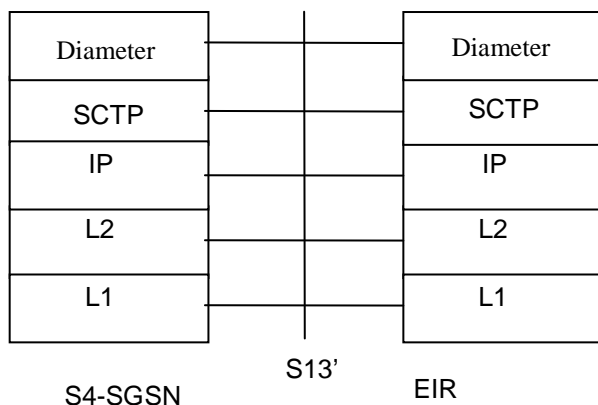 Diameter Diameter
SCTP SCTP
IP IP
L2 L2
L1 L1
S13’
S4-SGSN EIR